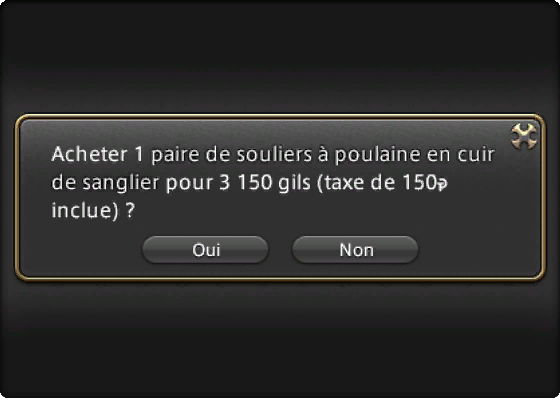 Acheter 1 paire de souliers à poulaine en cuir
de sanglier pour 3 150 gils (taxe de 150
inclue) ?
Oui
Non